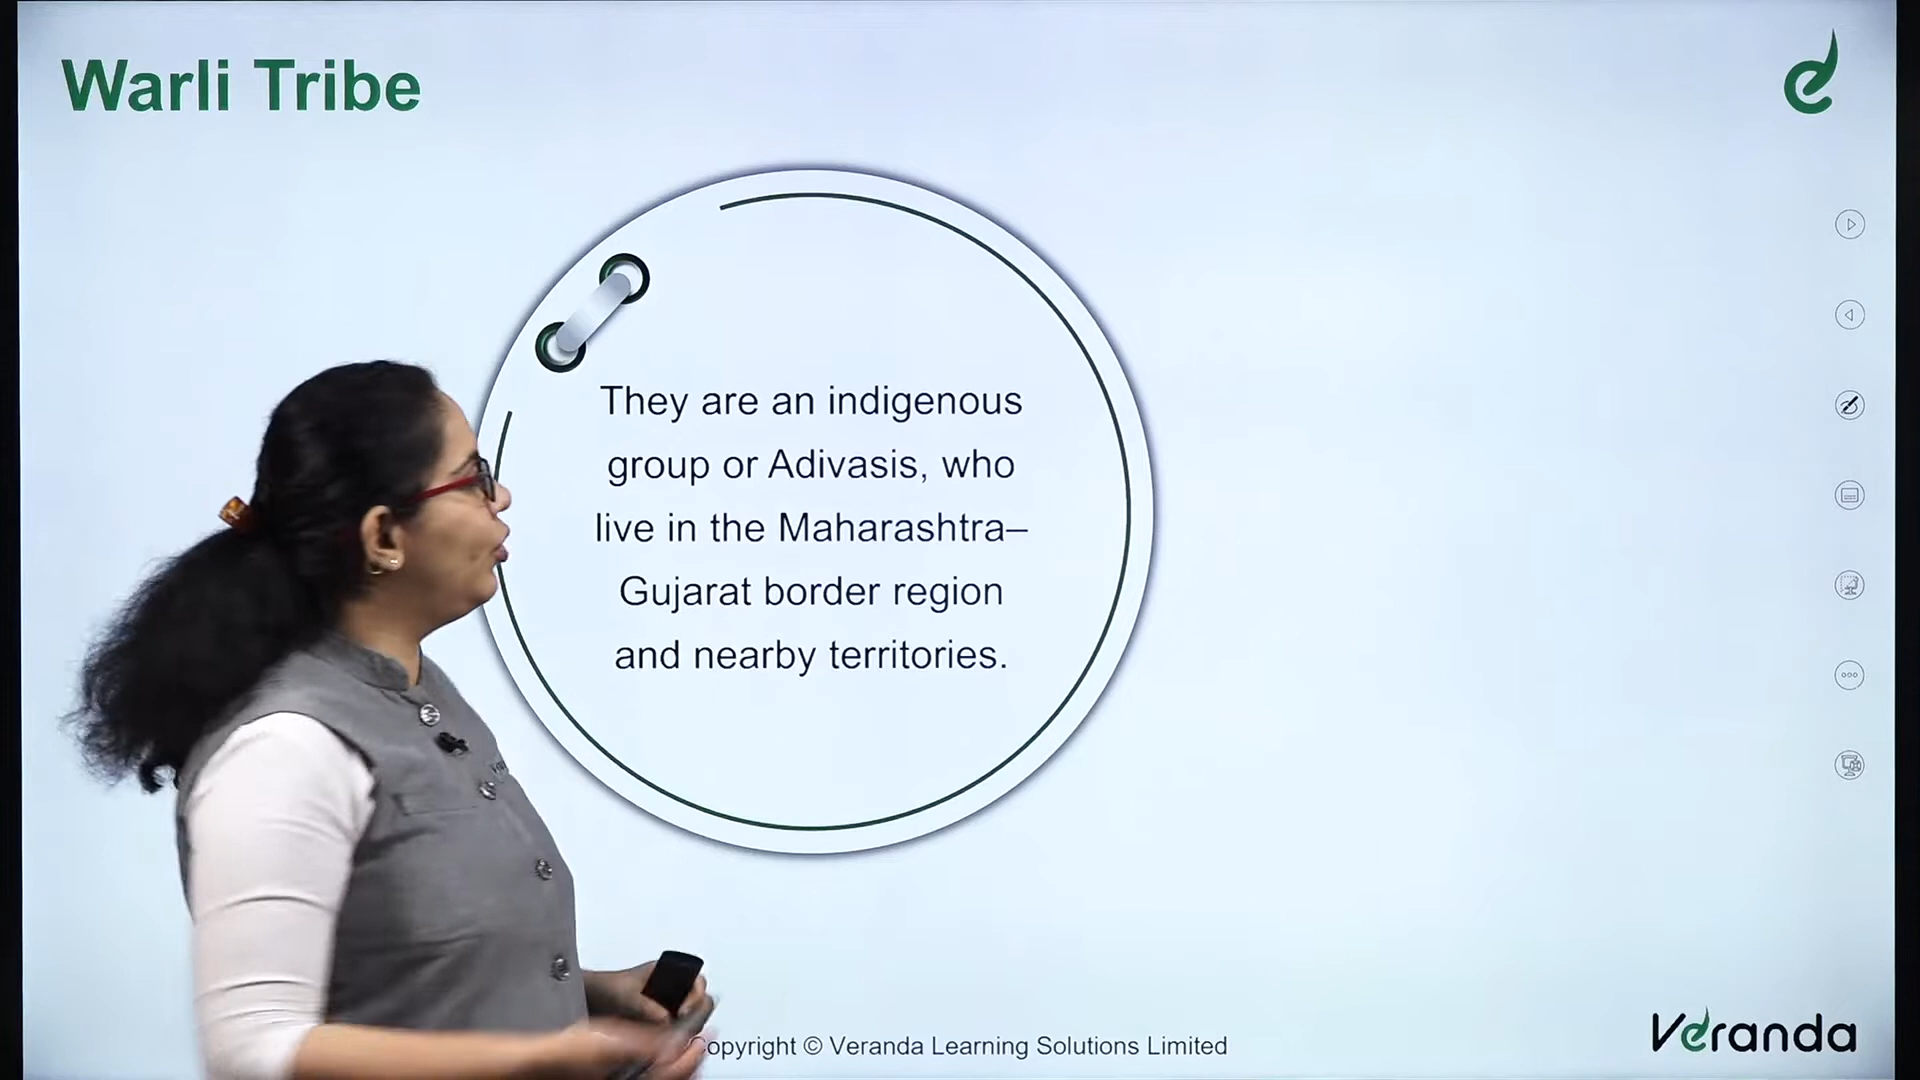 Warli Tribe
They are an indigenous
group or Adivasis, who
live in the Maharashtra–
Gujarat border region
and nearby territories.
Copyright © Veranda Learning Solutions Limited
Veranda